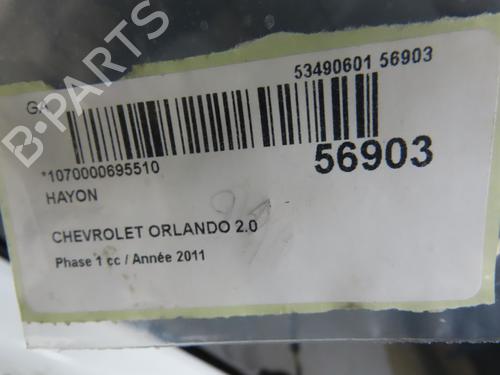 53490601 56903
*1070000695510
56903
HAYON
CHEVROLET ORLANDO 2.0
Phase 1 cc / Année 2011
B-PARTS